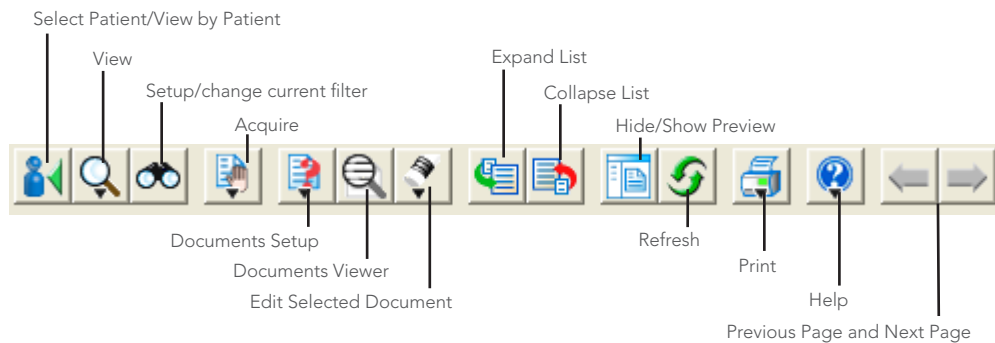 Select Patient/View by Patient
View
Setup/change current filter
Acquire
Expand List
Collapse List
Hide/Show Preview
Documents Setup
Documents Viewer
Edit Selected Document
Refresh
Print
Help
Previous Page and Next Page